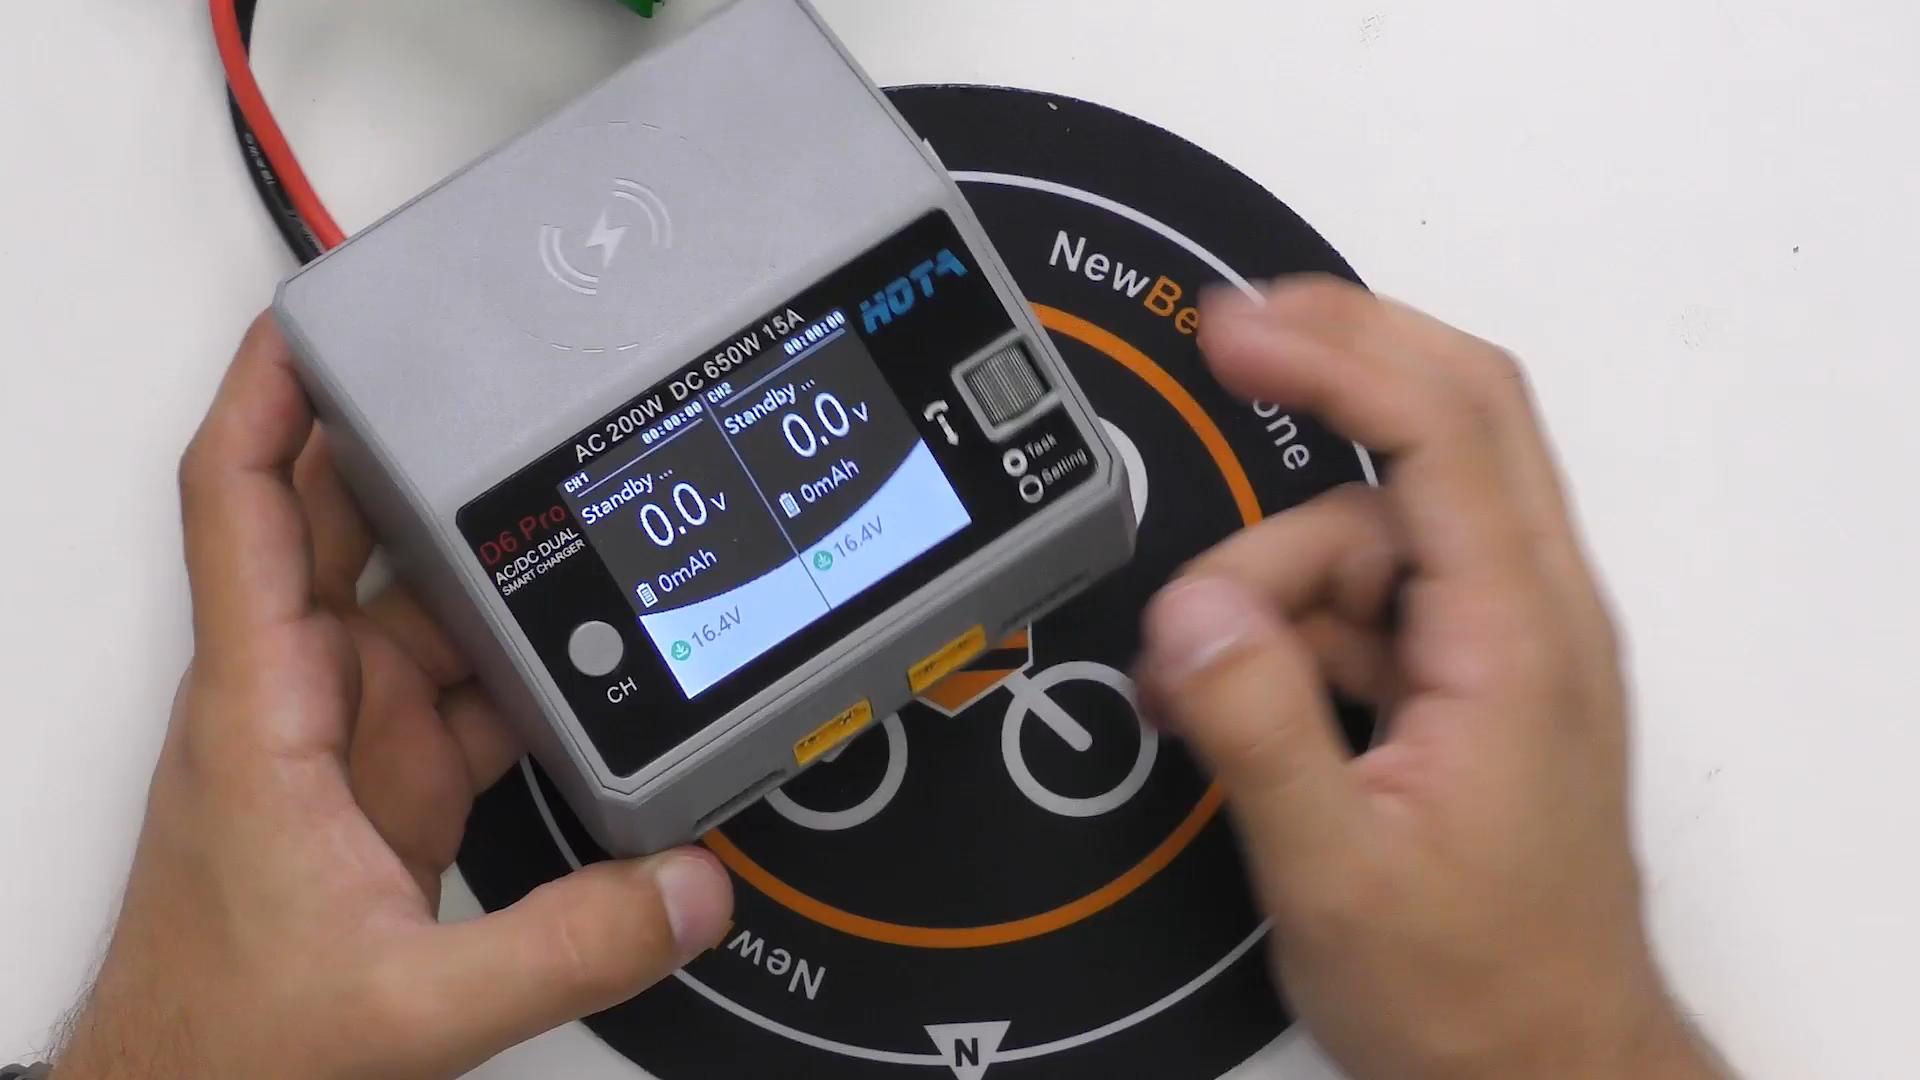 HOTA
AC 200W DC 650W 15A
CH1 00:00:00
Standby ...
0.0V
0mAh
16.4V
CH2 00:00:00
Standby ...
0.0V
0mAh
16.4V
D6 Pro
AC/DC DUAL
SMART CHARGER
CH
Task
Setting
NewBe
one
New
N